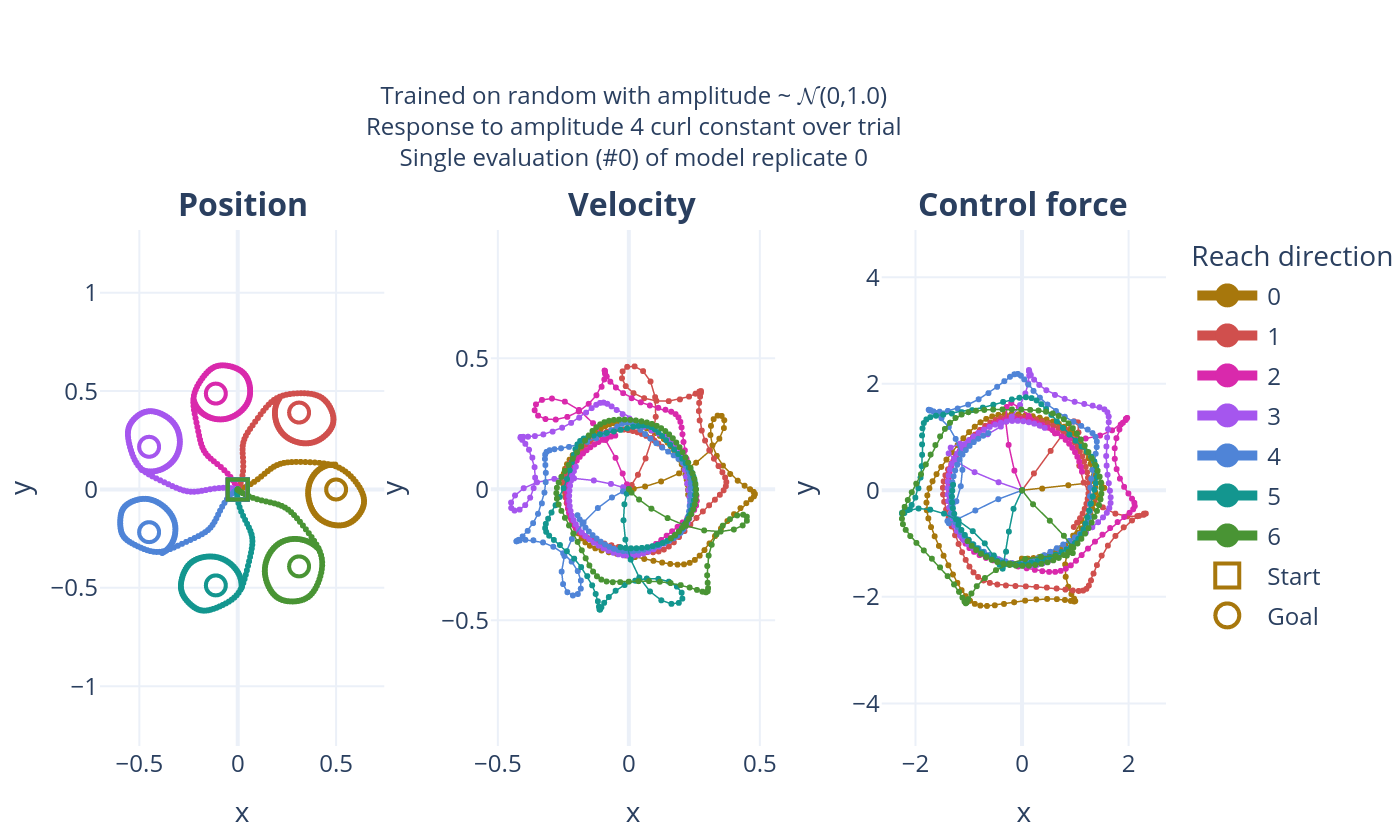 Trained on random with amplitude ~ 𝒩(0,1.0)
Response to amplitude 4 curl constant over trial
Single evaluation (#0) of model replicate 0
Position
Velocity
Control force
Reach direction
0
1
2
3
4
5
6
Start
Goal
1
0.5
0
−0.5
−1
y
−0.5
0
0.5
x
0.5
0
−0.5
y
−0.5
0
0.5
x
4
2
0
−2
−4
y
−2
0
2
x